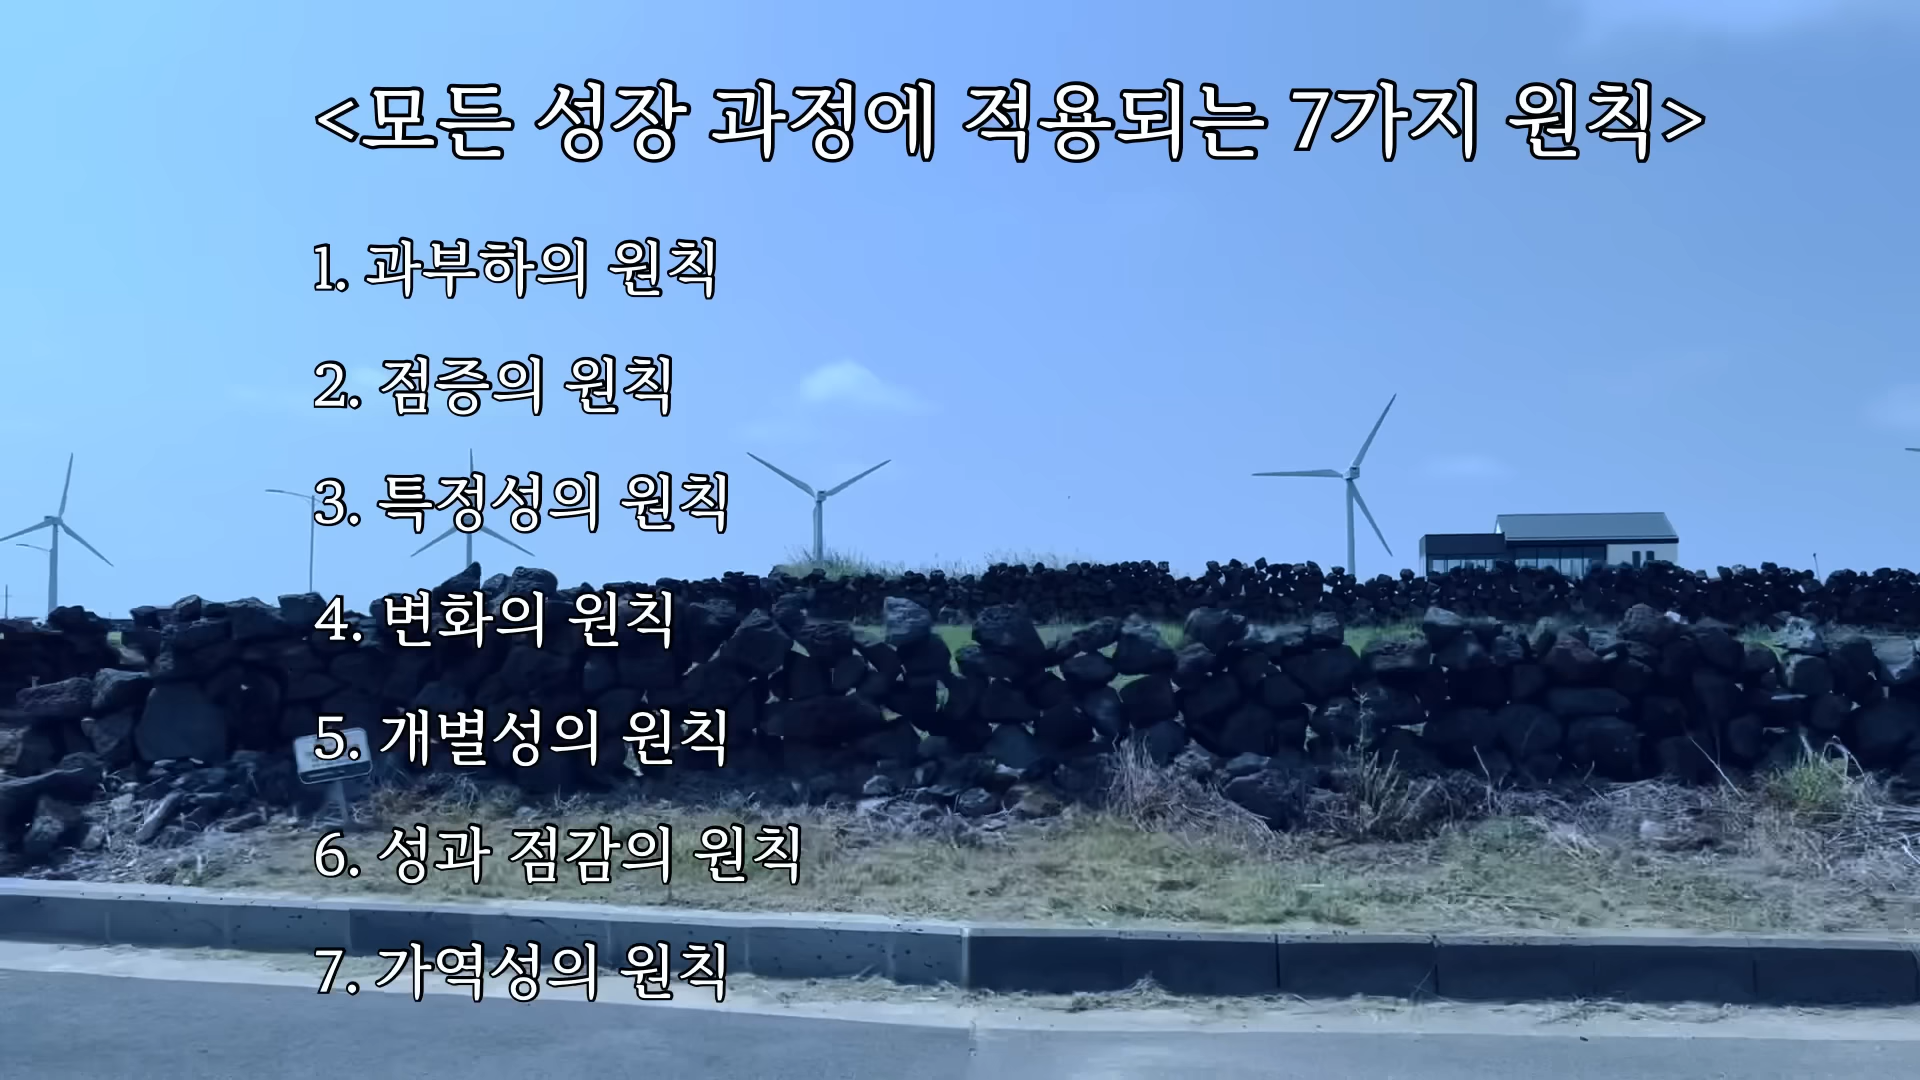 <모든 성장 과정에 적용되는 7가지 원칙>
1. 과부하의 원칙
2. 점증의 원칙
3. 특정성의 원칙
4. 변화의 원칙
5. 개별성의 원칙
6. 성과 점감의 원칙
7. 가역성의 원칙